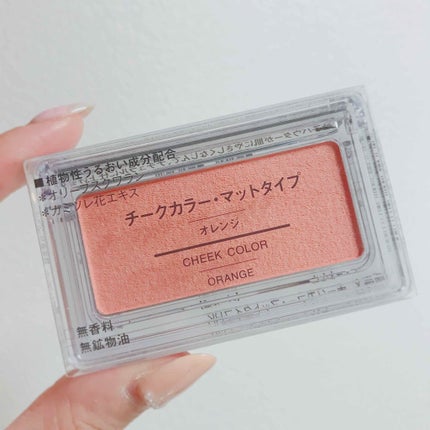 ■植物性うるおい成分配合
*オリーブスクワラン
*カミツレ花エキス
チークカラー・マットタイプ
オレンジ
CHEEK COLOR
ORANGE
無香料
無鉱物油